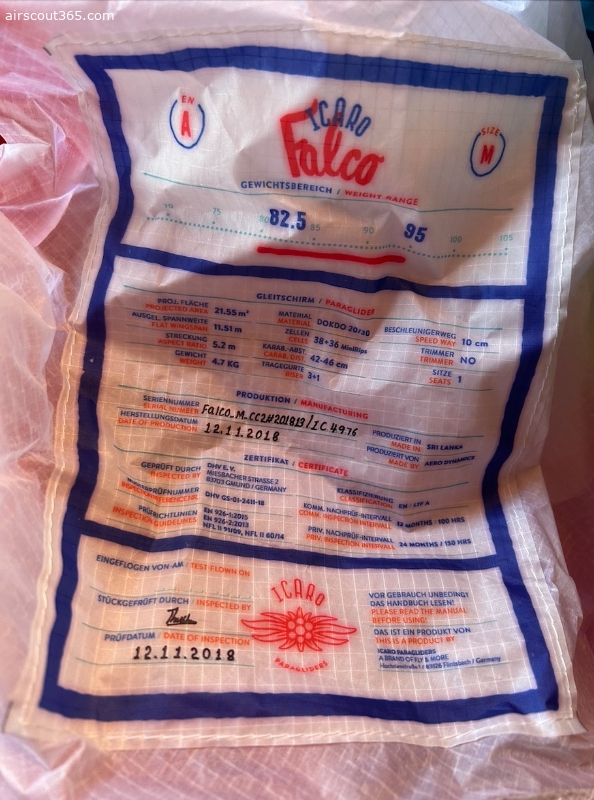 airscout365.com
EN
A
ICARO
Falco
SIZE
M
GEWICHTSBEREICH / WEIGHT RANGE
75 80 82.5 85 90 95 100 105
GLEITSCHIRM / PARAGLIDER
PROJ. FLÄCHE
PROJECTED AREA 21.55 m²
AUSGEL. SPANNWEITE
FLAT WINGSPAN 11.51 m
STRECKUNG
ASPECT RATIO 5.2 m
GEWICHT
WEIGHT 4.7 KG
MATERIAL
MATERIAL DOKDO 20/30
ZELLEN
CELLS 38+36 MiniRips
KARAB.-ABST.
CARAB. DIST. 42-46 cm
TRAGEGURTE
RISER 3+1
BESCHLEUNIGERWEG
SPEED WAY 10 cm
TRIMMER
TRIMMER NO
SITZE
SEATS 1
PRODUKTION / MANUFACTURING
SERIENNUMMER
SERIAL NUMBER FALCO_M_CC2#201813/IC 4976
HERSTELLUNGSDATUM
DATE OF PRODUCTION 12.11.2018
PRODUZIERT IN
MADE IN SRI LANKA
PRODUZIERT VON
MADE BY AERO DYNAMICS
ZERTIFIKAT / CERTIFICATE
GEPRÜFT DURCH
INSPECTED BY
DHV E. V.
MIESBACHER STRASSE 2
83703 GMUND / GERMANY
DHV GS-01-2411-18
PRÜFRICHTLINIEN
INSPECTION GUIDELINES
EN 926-1:2015
EN 926-2:2013
NFL II 91/09, NFL II 60/14
KLASSIFIZIERUNG
CLASSIFICATION EN / LTF A
KOMM. NACHPRÜF-INTERVALL
COMM. INSPECTION INTERVALL 12 MONTHS / 100 HRS
PRIV. NACHPRÜF-INTERVALL
PRIV. INSPECTION INTERVALL 24 MONTHS / 150 HRS
EINGEFLOGEN VON-AM / TEST-FLOWN ON
STÜCKGEPRÜFT DURCH / INSPECTED BY
PRÜFDATUM / DATE OF INSPECTION
12.11.2018
ICARO
PARAGLIDERS
VOR GEBRAUCH UNBEDINGT
DAS HANDBUCH LESEN!
PLEASE READ THE MANUAL
BEFORE USING!
DAS IST EIN PRODUKT VON
THIS IS A PRODUCT BY
ICARO PARAGLIDERS
A BRAND OF FLY & MORE
Hochriesstraße 1 / 83126 Flintsbach / Germany